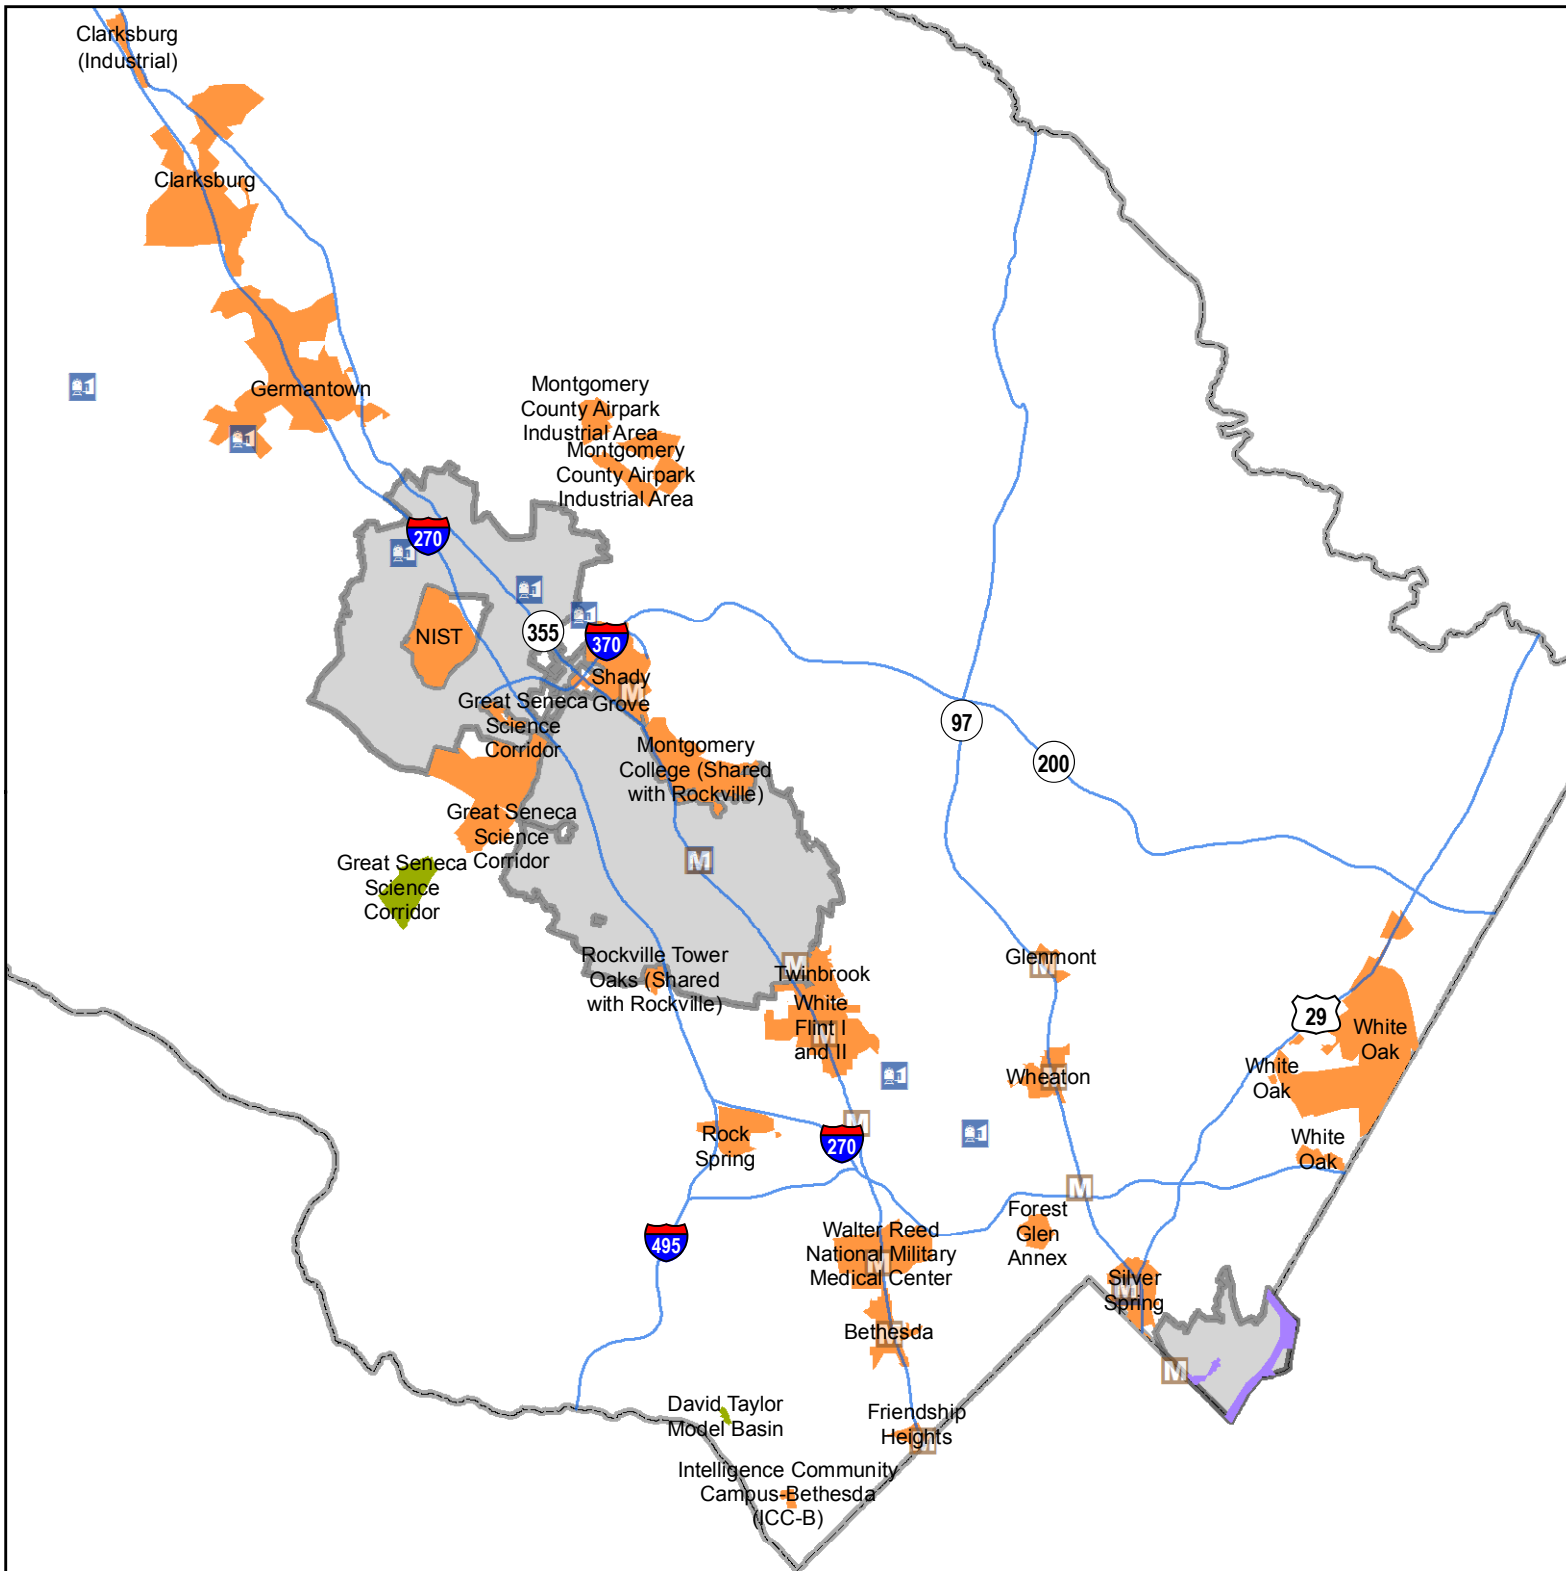 Clarksburg
(Industrial)
Clarksburg
Germantown
Montgomery
County Airpark
Industrial Area
Montgomery
County Airpark
Industrial Area
270
NIST
355
370
Shady
Grove
Great Seneca
Science
Corridor
M
97
Montgomery
College (Shared
with Rockville)
200
Great Seneca
Science
Corridor
Great Seneca
Science
Corridor
M
Rockville Tower
Oaks (Shared
with Rockville)
M
Twinbrook
White
Flint I
and II
M
Glenmont
M
29
White
Oak
White
Oak
Wheaton
M
M
270
Rock
Spring
White
Oak
M
495
Walter Reed
National Military
Medical Center
M
Forest
Glen
Annex
Silver
Spring
M
Bethesda
M
M
David Taylor
Model Basin
Friendship
Heights
M
Intelligence Community
Campus-Bethesda
(ICC-B)